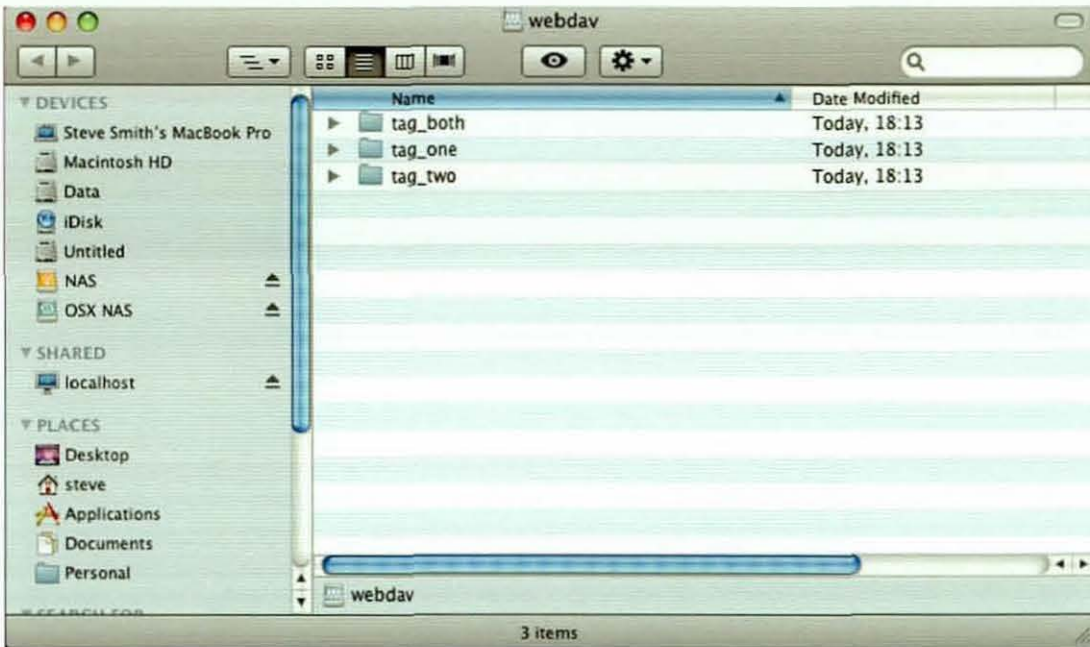 webdav
DEVICES
Steve Smith's MacBook Pro
Macintosh HD
Data
iDisk
Untitled
NAS
OSX NAS
SHARED
localhost
PLACES
Desktop
steve
Applications
Documents
Personal
SEARCH FOR
Name Date Modified
tag_both Today, 18:13
tag_one Today, 18:13
tag_two Today, 18:13
webdav
3 items